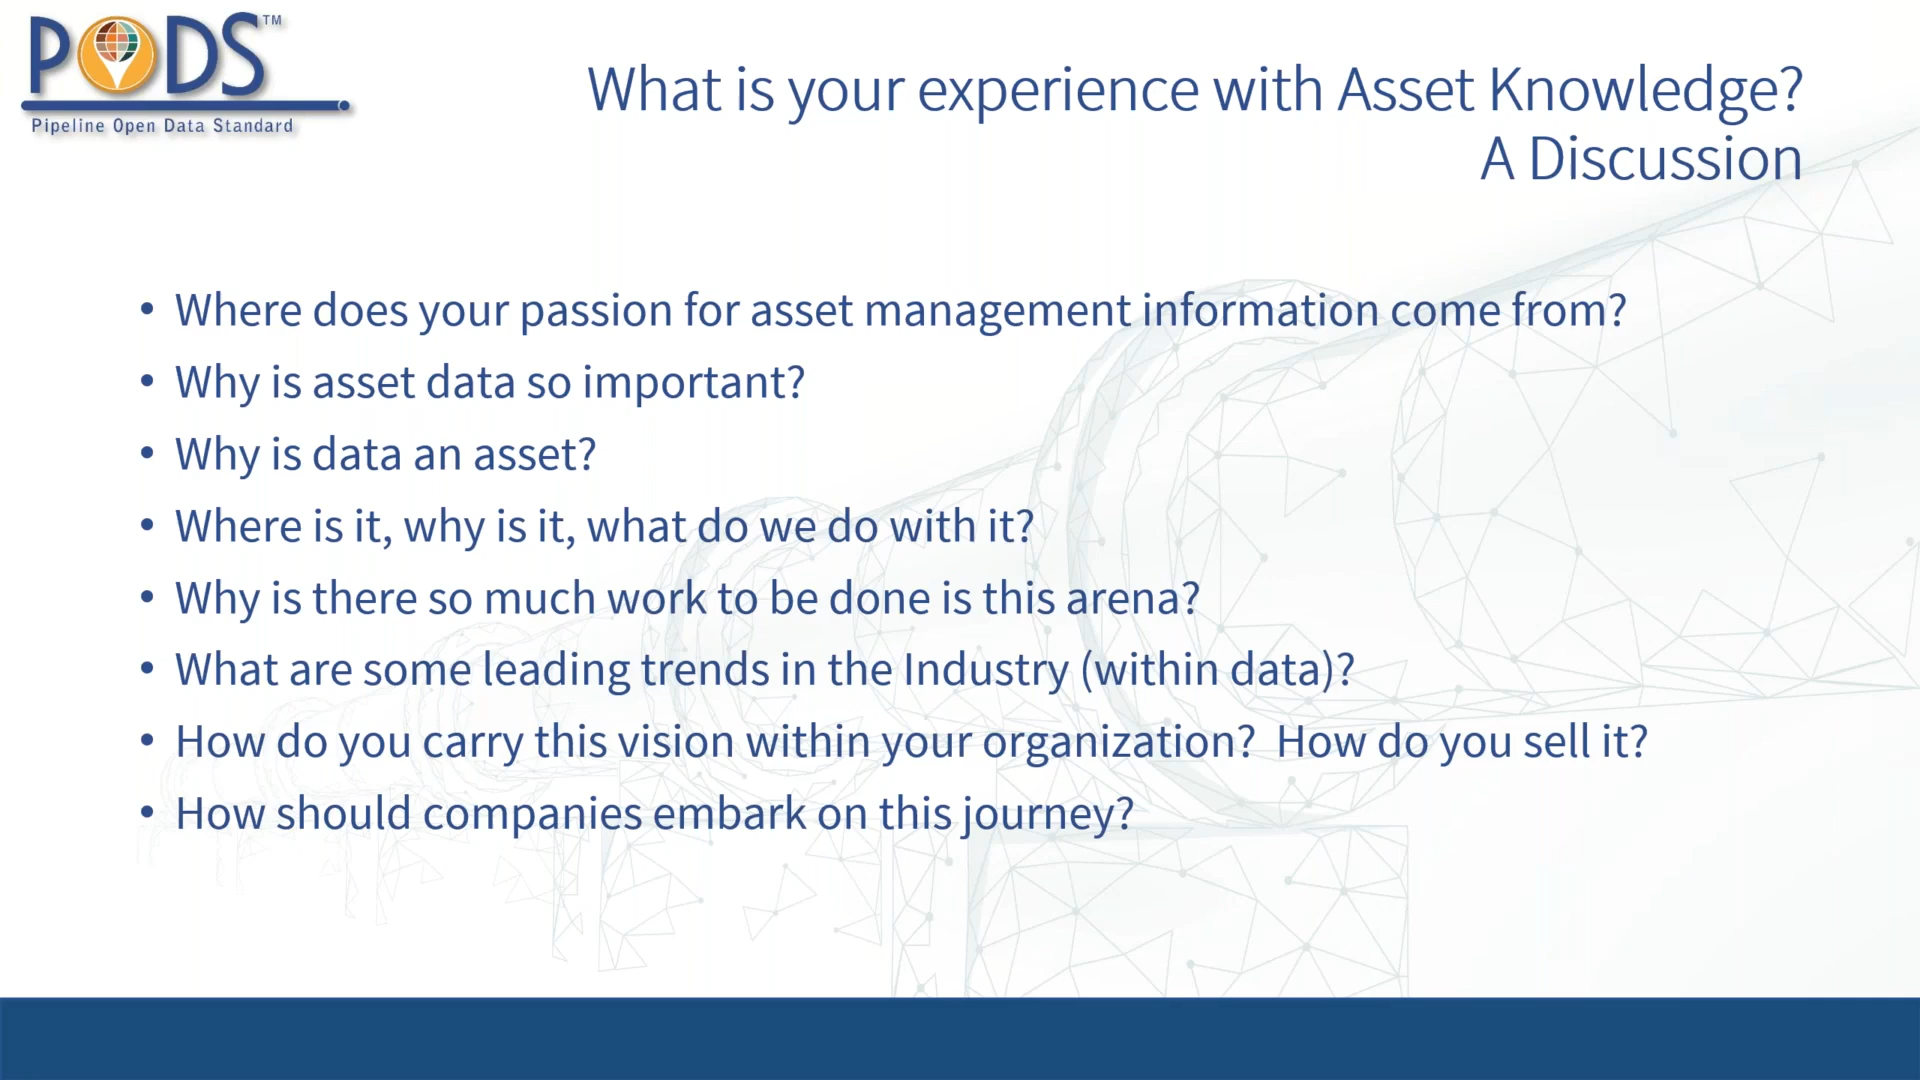 PODS™
Pipeline Open Data Standard
What is your experience with Asset Knowledge?
A Discussion
• Where does your passion for asset management information come from?
• Why is asset data so important?
• Why is data an asset?
• Where is it, why is it, what do we do with it?
• Why is there so much work to be done is this arena?
• What are some leading trends in the Industry (within data)?
• How do you carry this vision within your organization?  How do you sell it?
• How should companies embark on this journey?